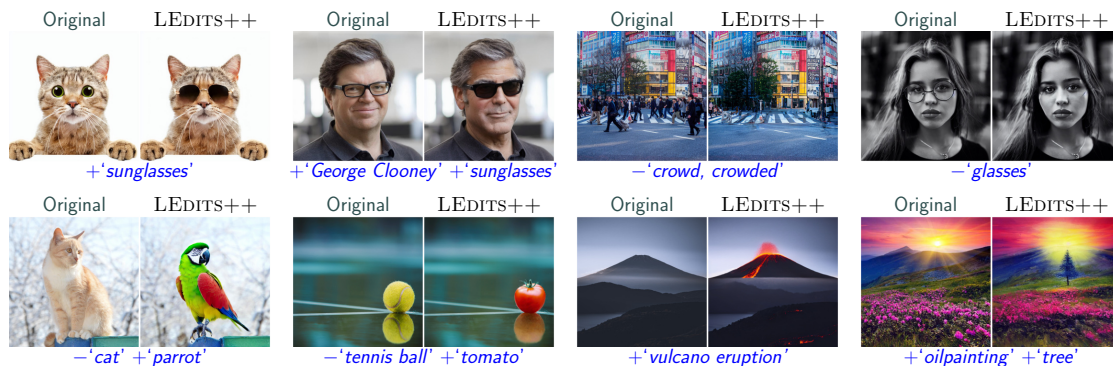 Original LEDITS++ Original LEDITS++ Original LEDITS++ Original LEDITS++
+‘sunglasses’ +‘George Clooney’ +‘sunglasses’ −‘crowd, crowded’ −‘glasses’
Original LEDITS++ Original LEDITS++ Original LEDITS++ Original LEDITS++
−‘cat’ +‘parrot’ −‘tennis ball’ +‘tomato’ +‘vulcano eruption’ +‘oilpainting’ +‘tree’